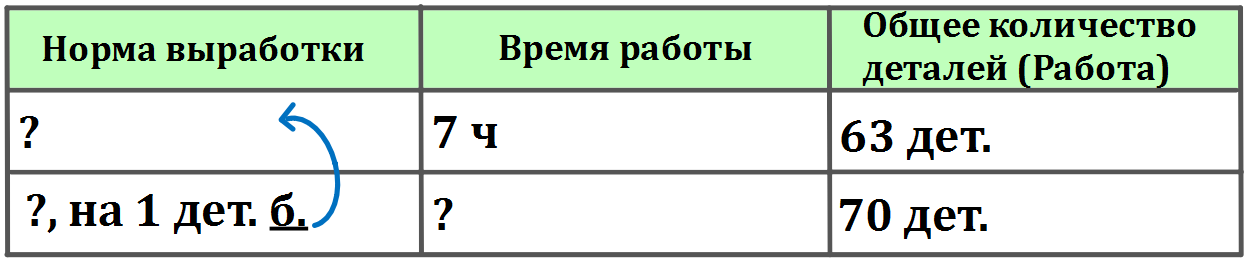 Норма выработки
Время работы
Общее количество
деталей (Работа)
?
7 ч
63 дет.
?, на 1 дет. б.
?
70 дет.